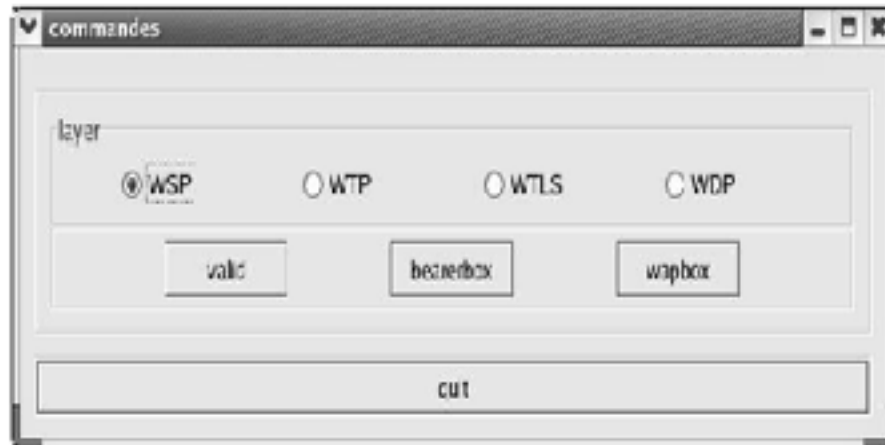 commandes
layer
WSP WTP WTLS WDP
valid bearerbox wapbox
cut